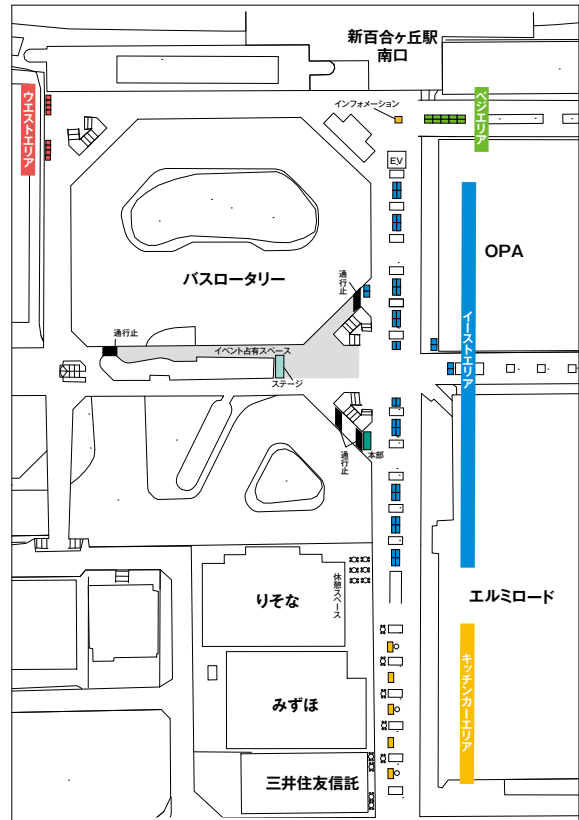 新百合ヶ丘駅
南口
ウエストエリア
インフォメーション
ベジエリア
EV
OPA
バスロータリー
通行止
通行止
イベント占有スペース
ステージ
イーストエリア
通行止
本部
りそな
休憩スペース
エルミロード
みずほ
キッチンカーエリア
三井住友信託